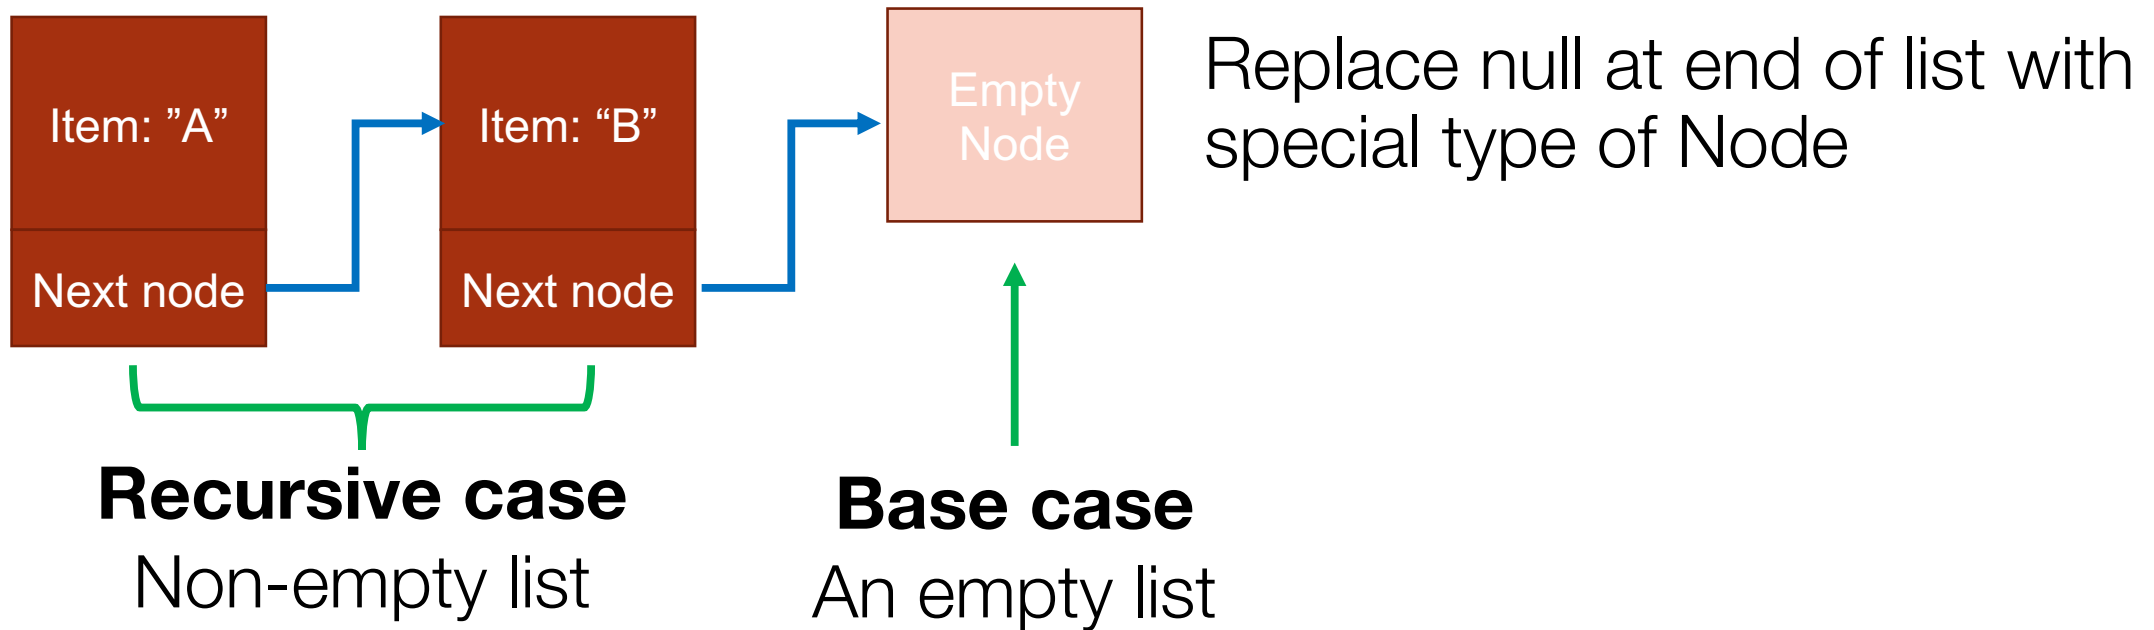 Item: ”A”
Next node
Item: “B”
Next node
Empty
Node
Replace null at end of list with
special type of Node
Recursive case
Non-empty list
Base case
An empty list